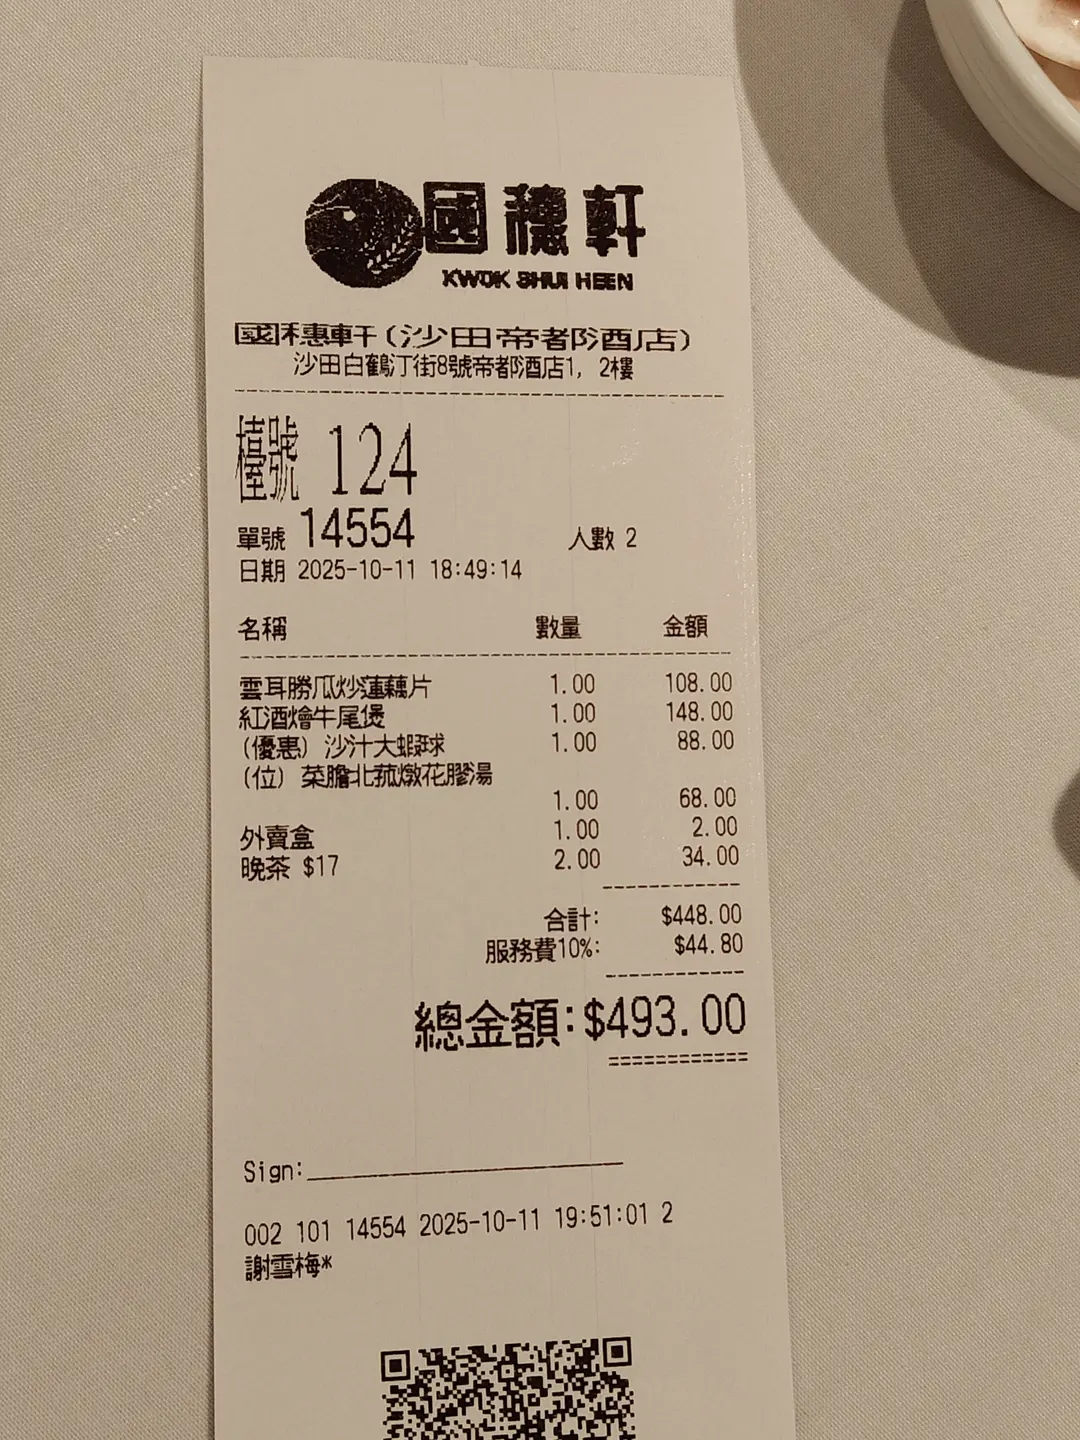 國穗軒
KWOK SHUI HEEN
國穗軒(沙田帝都酒店)
沙田白鶴汀街8號帝都酒店1, 2樓
檯號 124
單號 14554 人數 2
日期 2025-10-11 18:49:14
名稱 數量 金額
雲耳勝瓜炒蓮藕片 1.00 108.00
紅酒燴牛尾煲 1.00 148.00
(優惠) 沙汁大蝦球 1.00 88.00
(位) 菜膽北菰燉花膠湯
1.00 68.00
外賣盒 1.00 2.00
晚茶 $17 2.00 34.00
合計: $448.00
服務費10%: $44.80
總金額:$493.00
Sign:
002 101 14554 2025-10-11 19:51:01 2
謝雪梅*